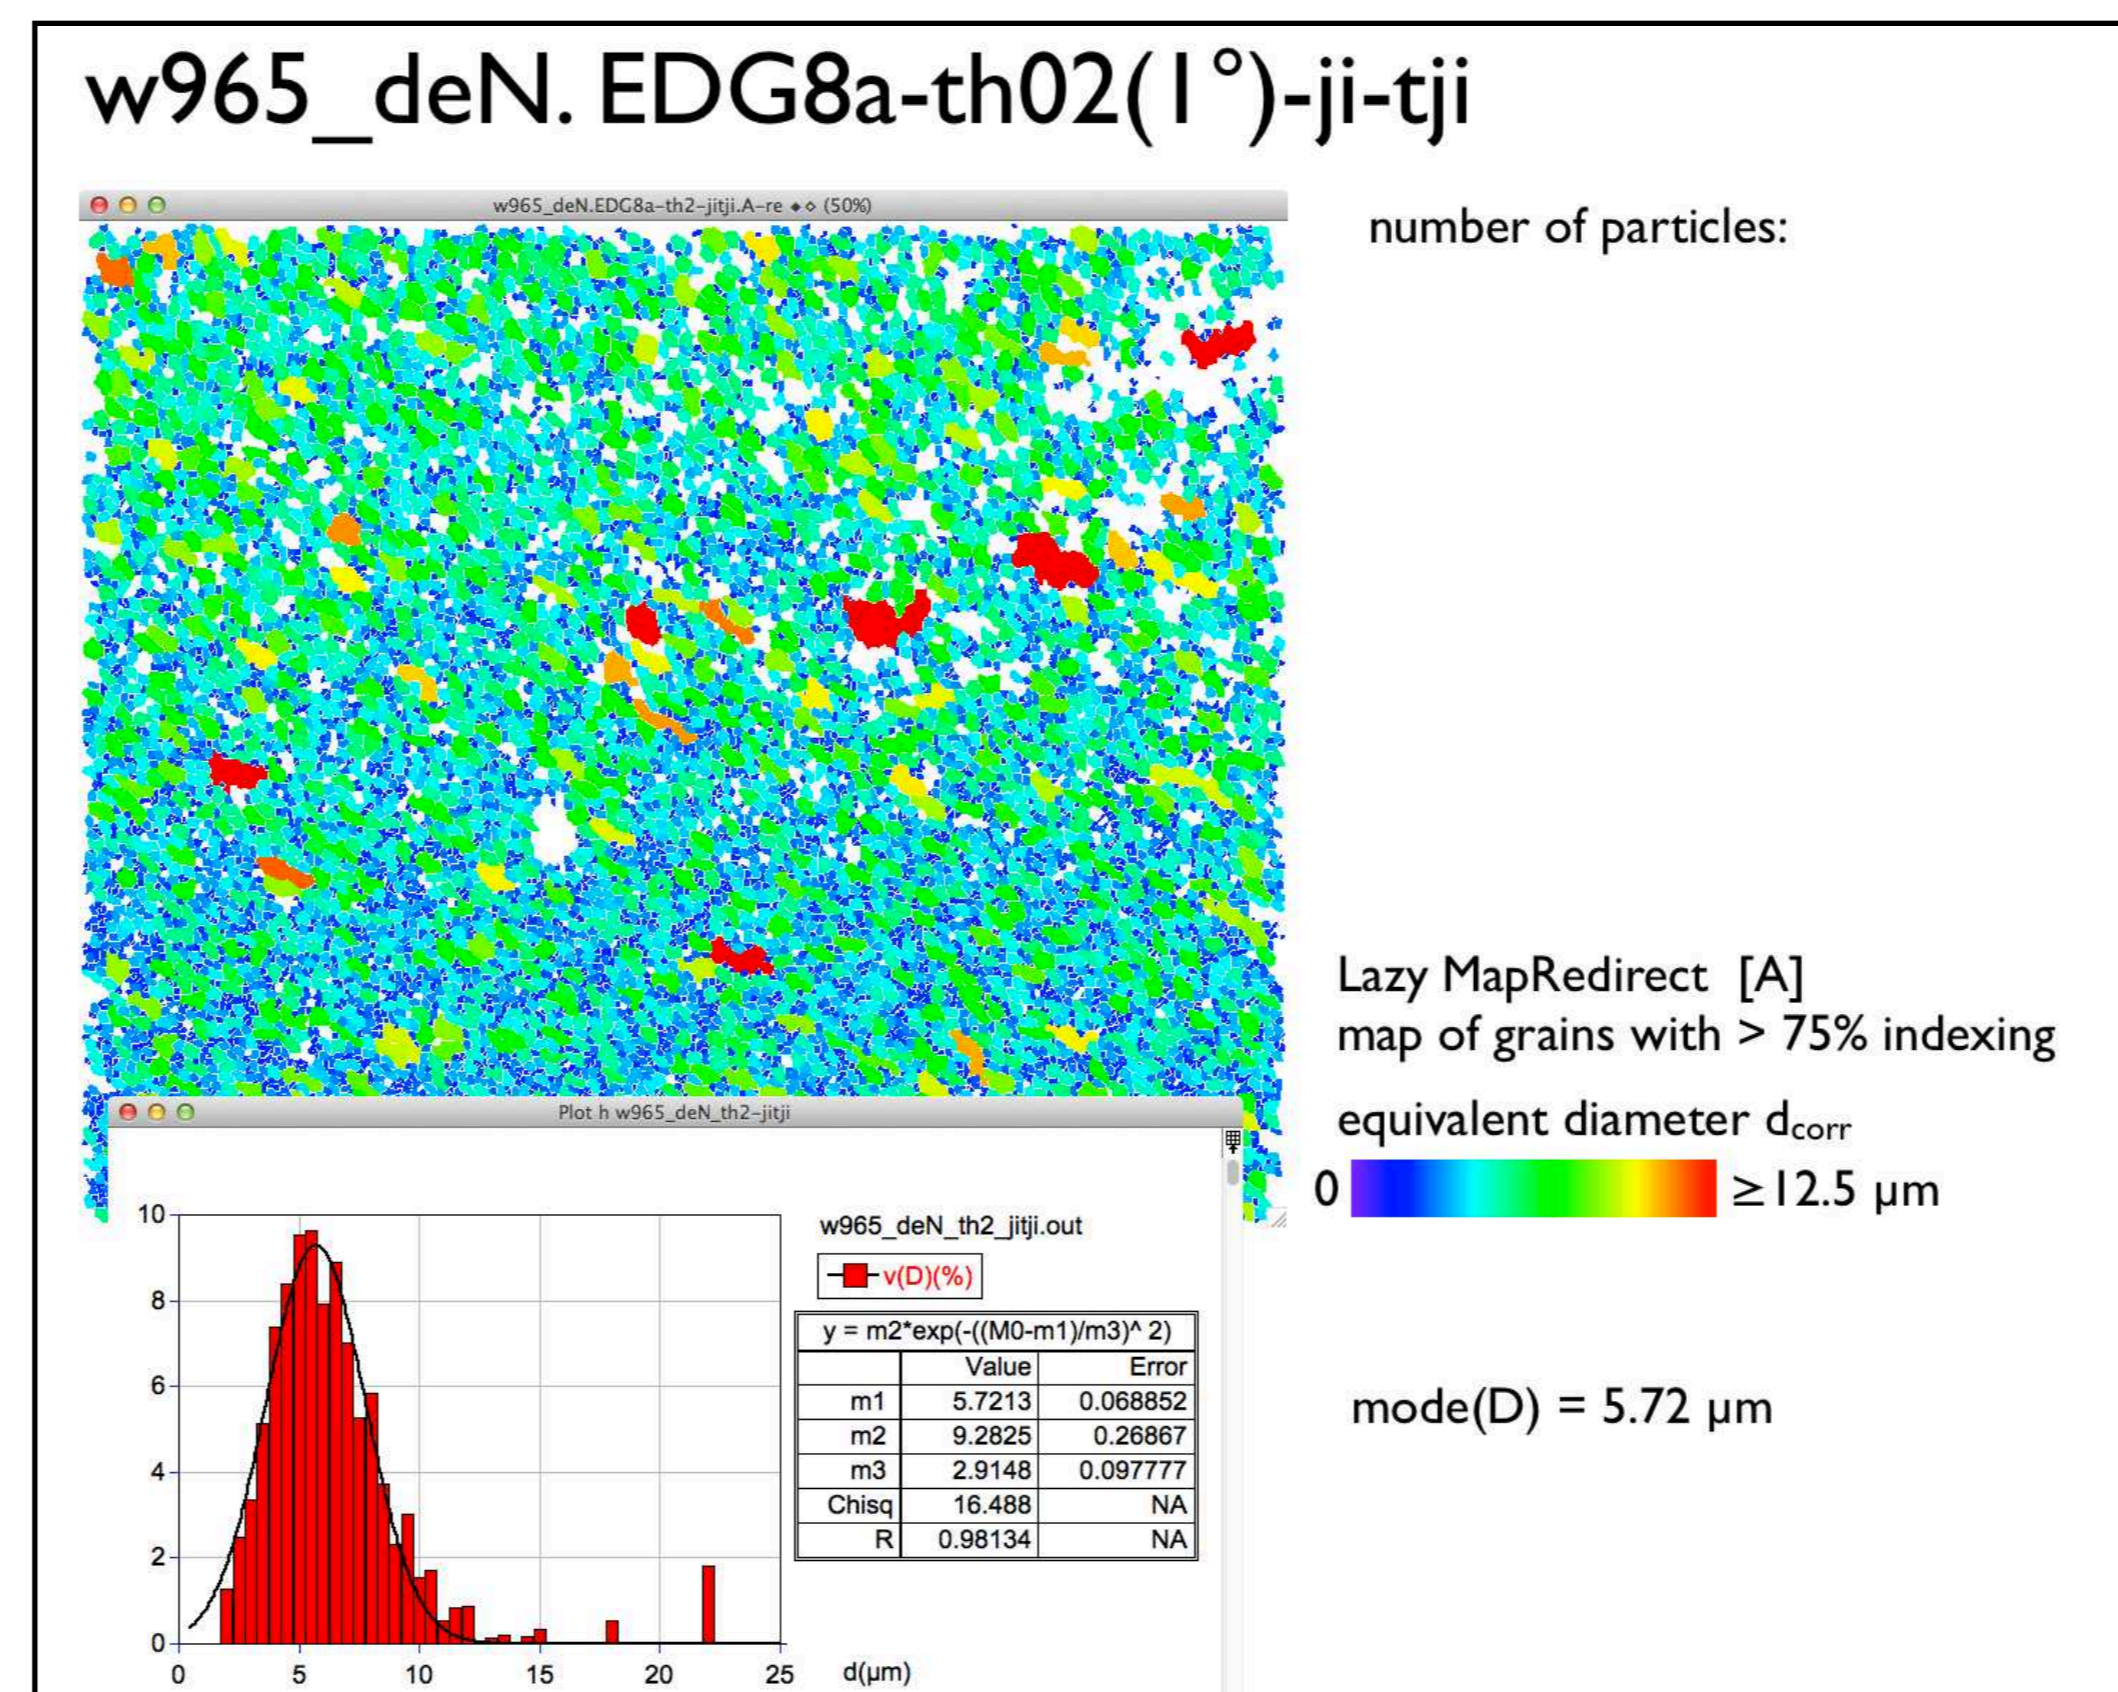 w965_deN. EDG8a-th02(1°)-ji-tji
w965_deN.EDG8a-th2-jitji.A-re ◆◇ (50%)
number of particles:
Lazy MapRedirect [A]
map of grains with > 75% indexing
equivalent diameter dcorr
0 ≥12.5 µm
mode(D) = 5.72 µm
Plot h w965_deN_th2-jitji
w965_deN_th2_jitji.out
v(D)(%)
y = m2*exp(-((M0-m1)/m3)^ 2)
Value Error
m1 5.7213 0.068852
m2 9.2825 0.26867
m3 2.9148 0.097777
Chisq 16.488 NA
R 0.98134 NA
10
8
6
4
2
0
0 5 10 15 20 25 d(µm)